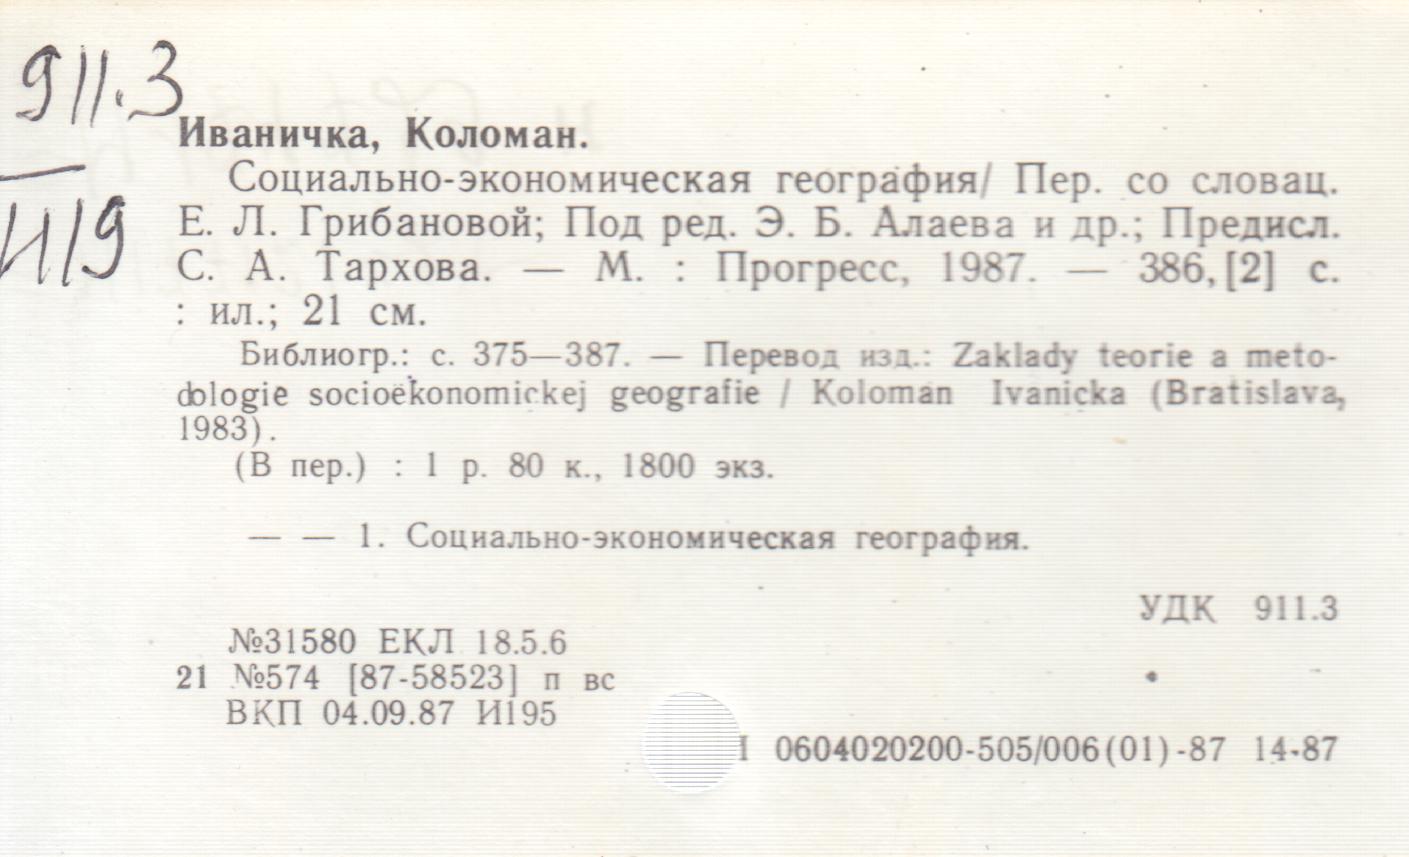 911.3
Иваничка, Коломан.
Социально-экономическая география/ Пер. со словац.
Е. Л. Грибановой; Под ред. Э. Б. Алаева и др.; Предисл.
И19
С. А. Тархова. — М. : Прогресс, 1987. — 386, [2] с.
: ил.; 21 см.
Библиогр.: с. 375—387. — Перевод изд.: Zaklady teorie a meto-
dologie socioekonomickej geografie / Koloman Ivanicka (Bratislava,
1983).
(В пер.) : 1 р. 80 к., 1800 экз.
— — 1. Социально-экономическая география.
УДК 911.3
№31580 ЕКЛ 18.5.6
21 №574 [87-58523] п вс
ВКП 04.09.87 И195
0604020200-505/006(01)-87 14-87